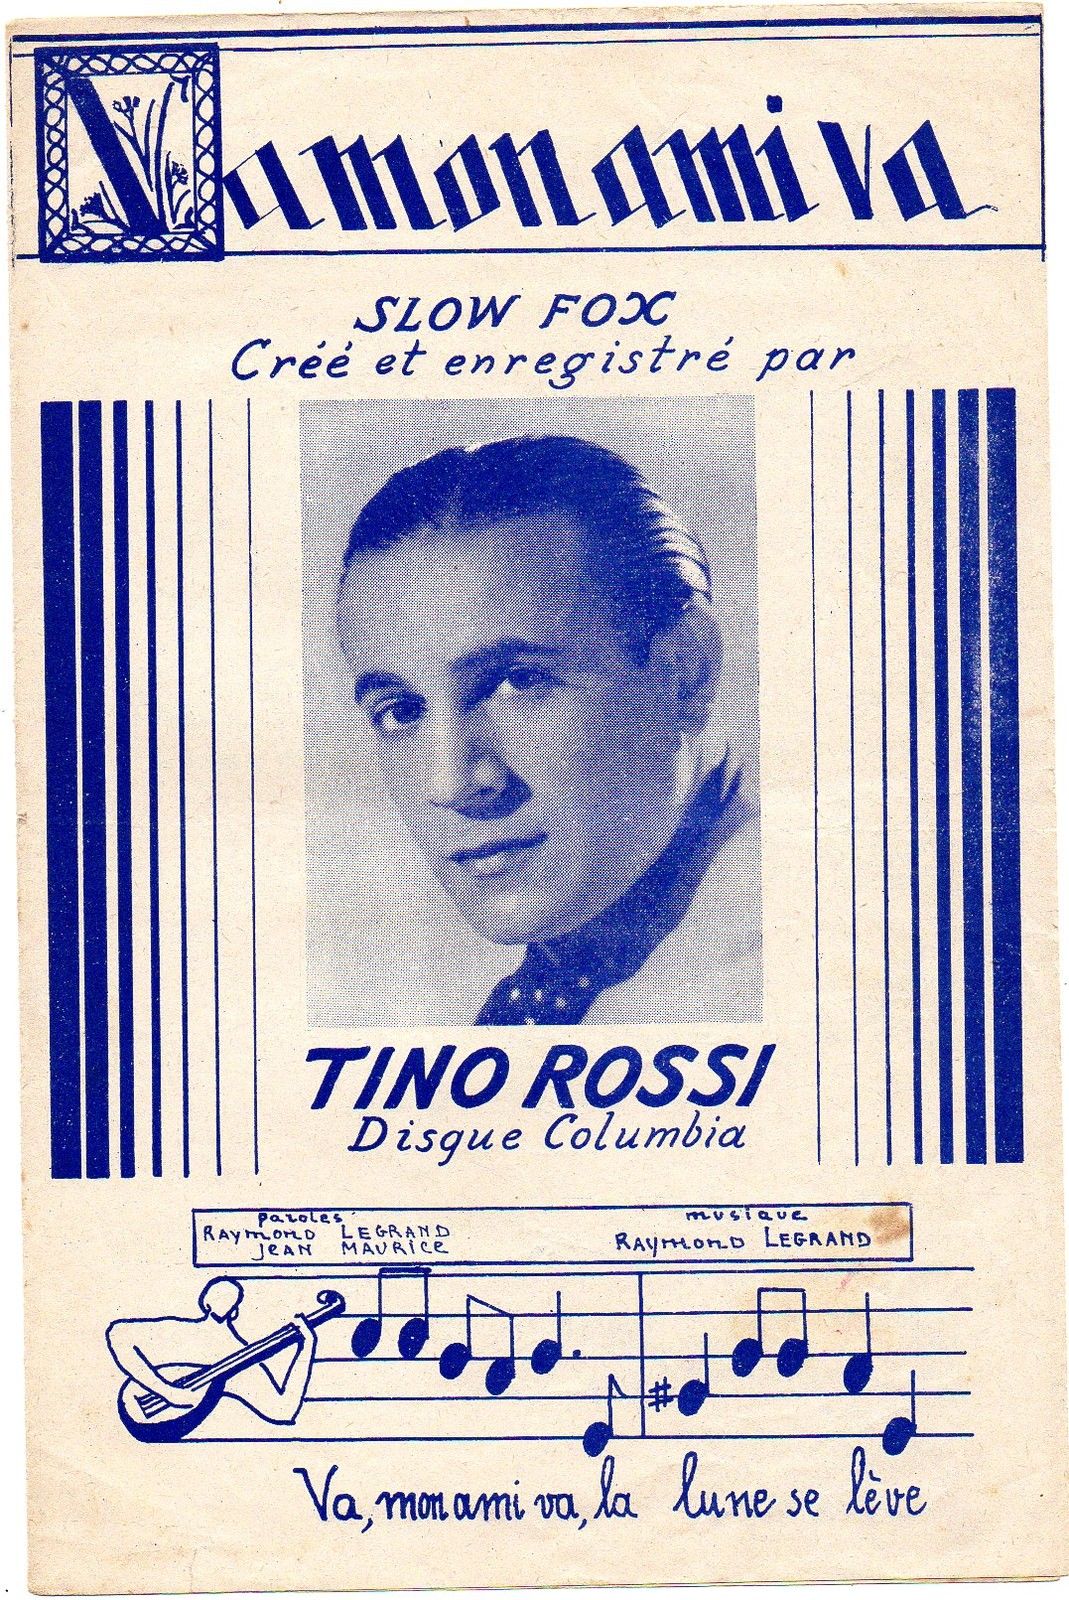 Va mon ami va
SLOW FOX
Créé et enregistré par
TINO ROSSI
Disque Columbia
paroles
RAYMOND LEGRAND
JEAN MAURICE
musique
RAYMOND LEGRAND
Va, mon ami va, la lune se lève